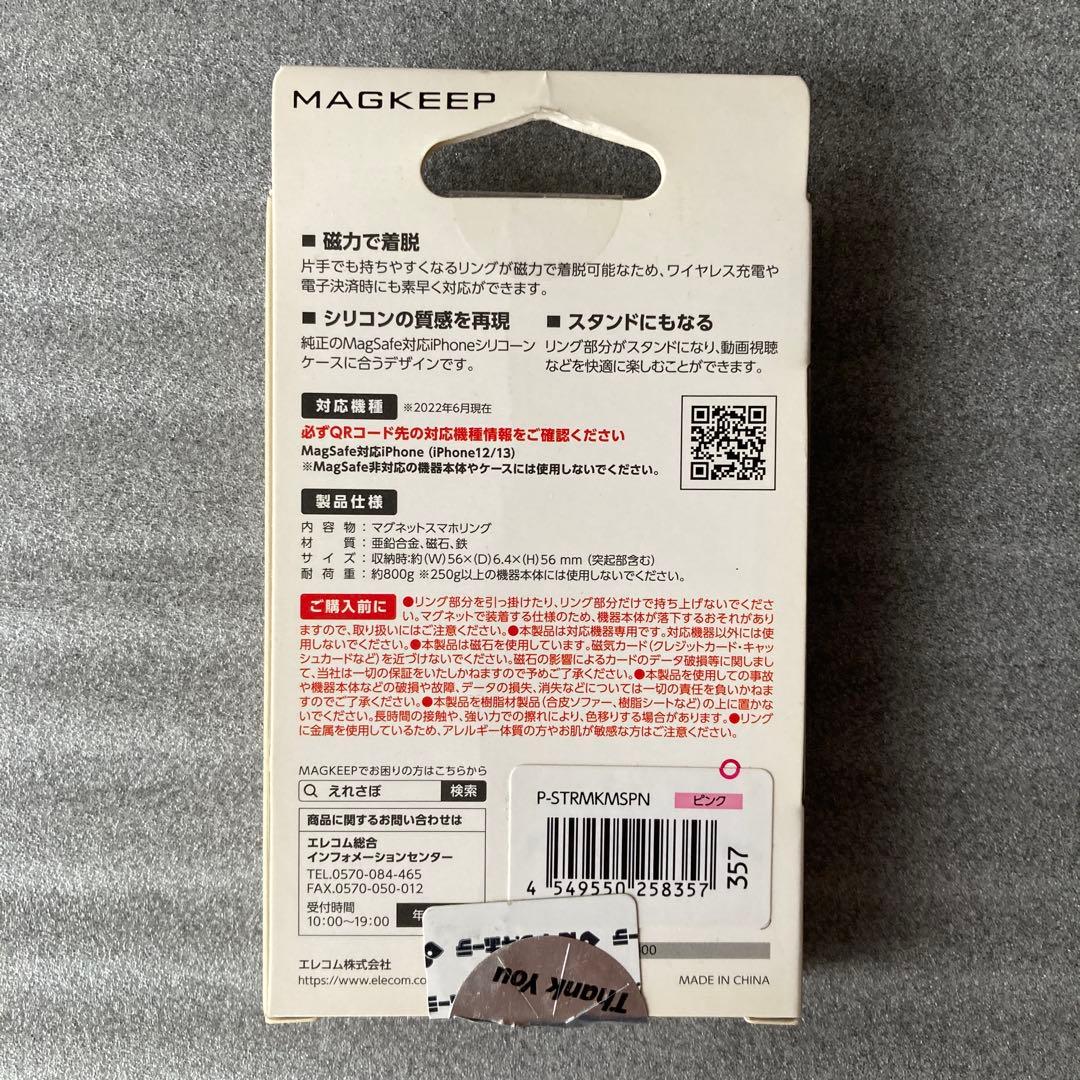 MAGKEEP
■ 磁力で着脱
片手でも持ちやすくなるリングが磁力で着脱可能なため、ワイヤレス充電や
電子決済時にも素早く対応ができます。
■ シリコンの質感を再現
純正のMagSafe対応iPhoneシリコーン
ケースに合うデザインです。
■ スタンドにもなる
リング部分がスタンドになり、動画視聴
などを快適に楽しむことができます。
対応機種 ※2022年6月現在
必ずQRコード先の対応機種情報をご確認ください
MagSafe対応iPhone (iPhone12/13)
※MagSafe非対応の機器本体やケースには使用しないでください。
製品仕様
内容物：マグネットスマホリング
材質：亜鉛合金、磁石、鉄
サイズ：収納時:約(W)56×(D)6.4×(H)56 mm (突起部含む)
耐荷重：約800g ※250g以上の機器本体には使用しないでください。
ご購入前に ●リング部分を引っ掛けたり、リング部分だけで持ち上げないでくださ
い。マグネットで装着する仕様のため、機器本体が落下するおそれがあり
ますので、取り扱いにはご注意ください。●本製品は対応機器専用です。対応機器以外には使
用しないでください。●本製品は磁石を使用しています。磁気カード(クレジットカード・キャッ
シュカードなど)を近づけないでください。磁石の影響によるカードのデータ破損等に関しまし
て、当社は一切の保証をいたしかねますので予めご了承ください。●本製品を使用しての事故
や機器本体などの破損や故障、データの損失、消失などについては一切の責任を負いかねま
すのでご了承ください。●本製品を樹脂材製品(合皮ソファー、樹脂シートなど)の上に置かな
いでください。長時間の接触や、強い力での擦れにより、色移りする場合があります。●リング
に金属を使用しているため、アレルギー体質の方やお肌が敏感な方はご注意ください。
MAGKEEPでお困りの方はこちらから
えれさぽ 検索
商品に関するお問い合わせは
エレコム総合
インフォメーションセンター
TEL.0570-084-465
FAX.0570-050-012
受付時間
10:00〜19:00 年
エレコム株式会社
https://www.elecom.co
P-STRMKMSPN ピンク
4 549550 258357
357
00
MADE IN CHINA
Thank You